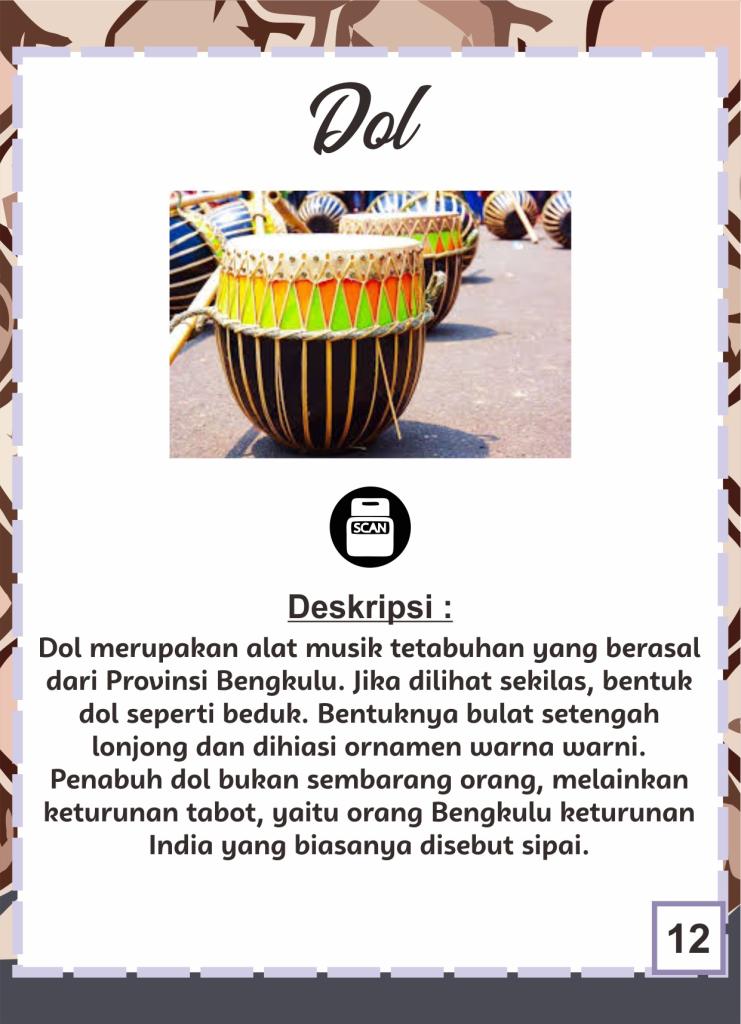 Dol
SCAN
Deskripsi :
Dol merupakan alat musik tetabuhan yang berasal
dari Provinsi Bengkulu. Jika dilihat sekilas, bentuk
dol seperti beduk. Bentuknya bulat setengah
lonjong dan dihiasi ornamen warna warni.
Penabuh dol bukan sembarang orang, melainkan
keturunan tabot, yaitu orang Bengkulu keturunan
India yang biasanya disebut sipai.
12